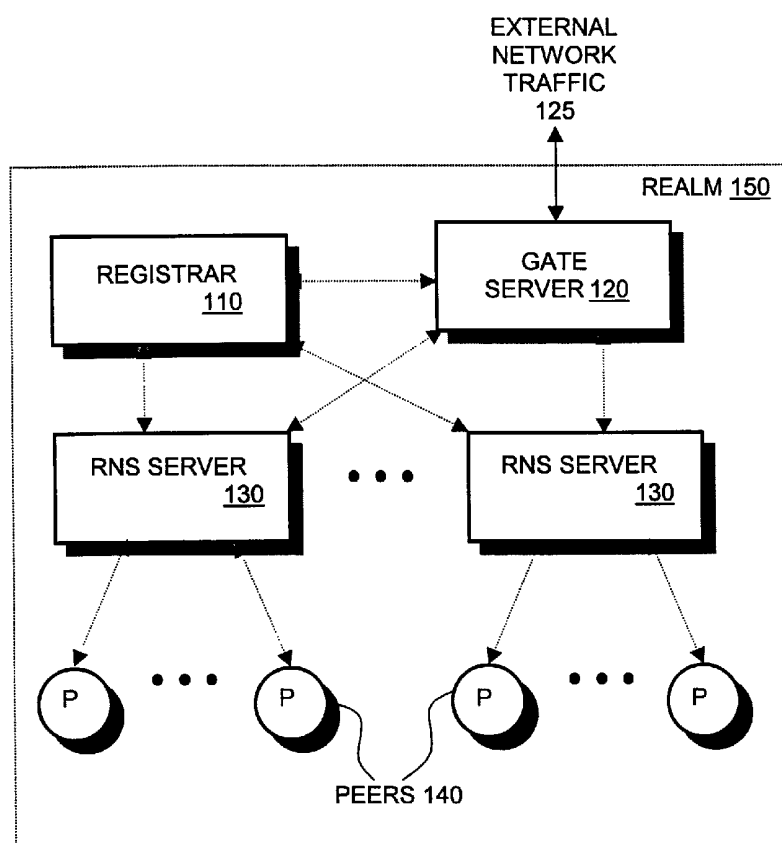 EXTERNAL
NETWORK
TRAFFIC
125
REALM 150
REGISTRAR
110
GATE
SERVER 120
RNS SERVER
130
RNS SERVER
130
P
P
P
P
PEERS 140